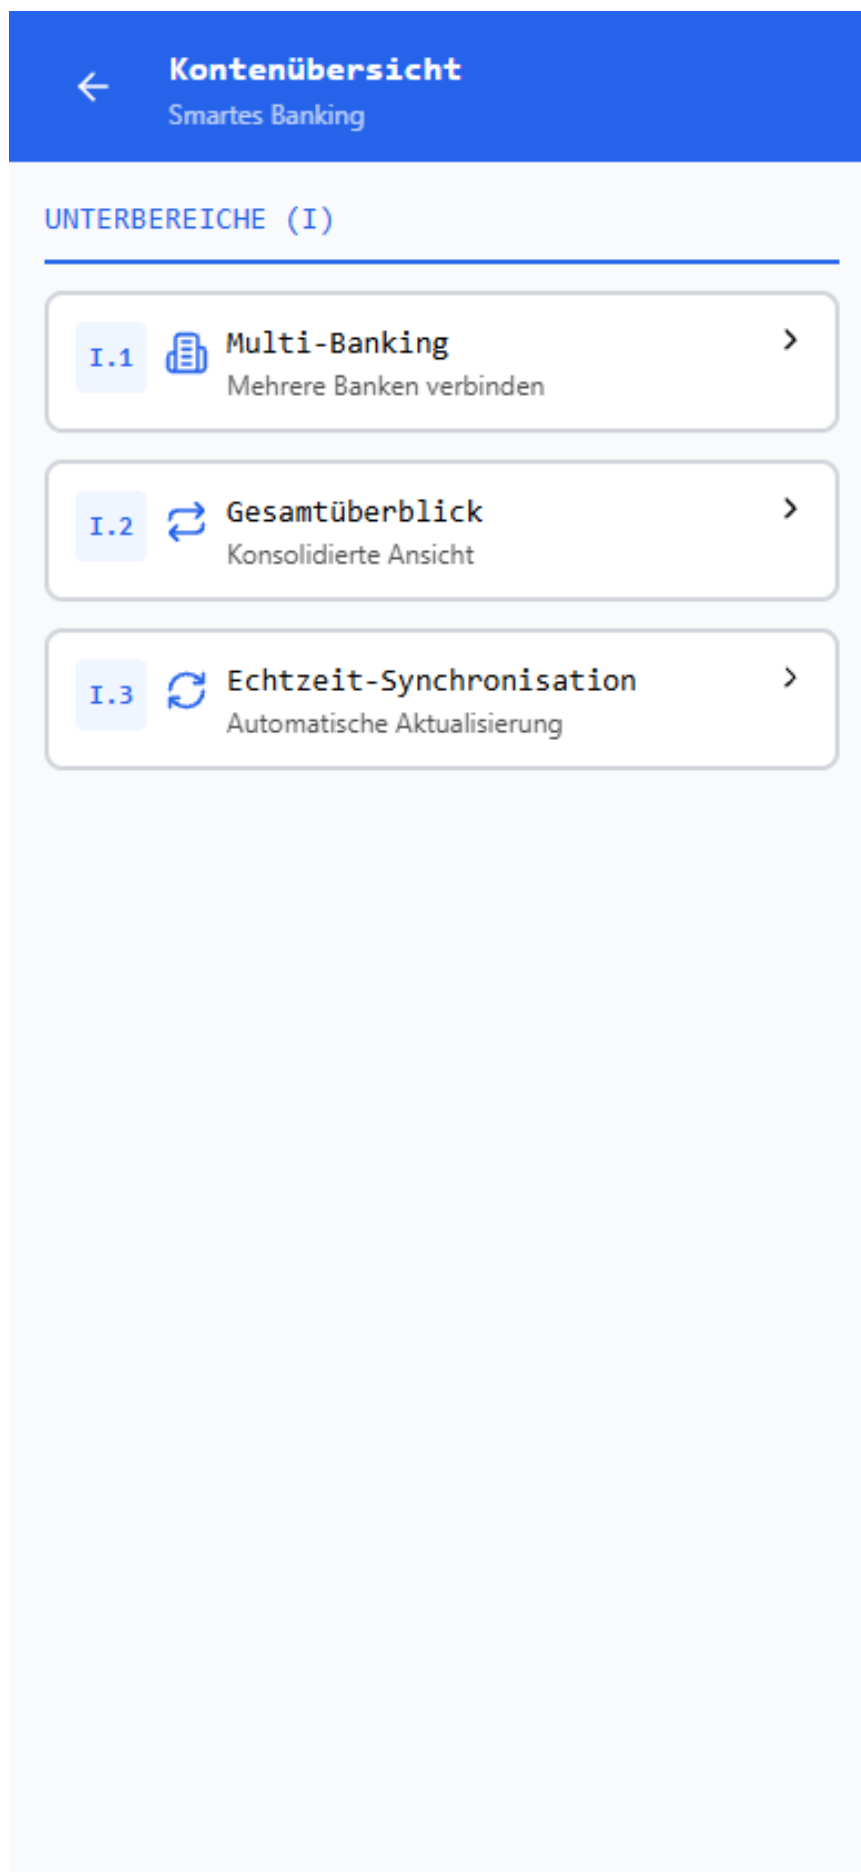 Kontenübersicht
Smartes Banking
UNTERBEREICHE (I)
I.1
Multi-Banking
Mehrere Banken verbinden
I.2
Gesamtüberblick
Konsolidierte Ansicht
I.3
Echtzeit-Synchronisation
Automatische Aktualisierung